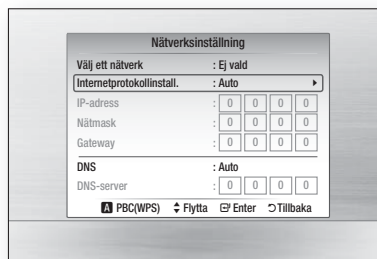 Nätverksinställning
Välj ett nätverk : Ej vald
Internetprotokollinstall. : Auto
IP-adress : 0 0 0 0
Nätmask : 0 0 0 0
Gateway : 0 0 0 0
DNS : Auto
DNS-server : 0 0 0 0
A PBC(WPS) Flytta Enter Tillbaka